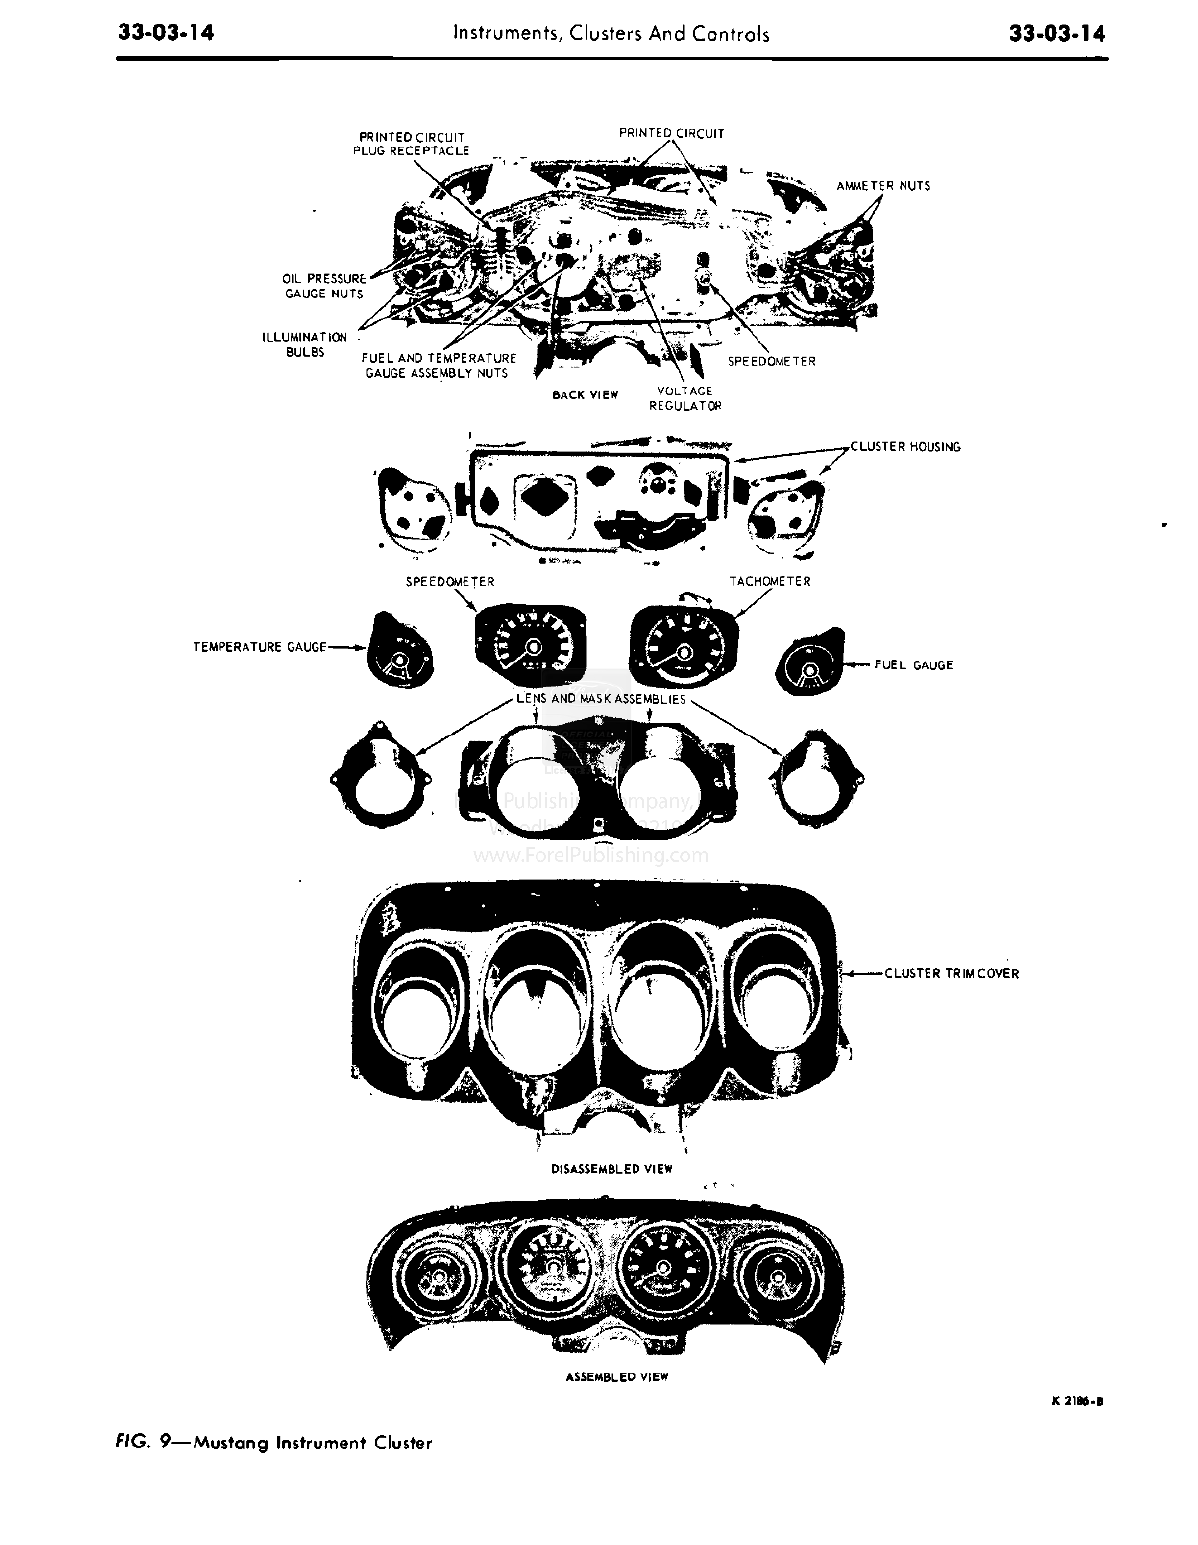 33-03-14
Instruments, Clusters And Controls
33-03-14
PRINTED CIRCUIT
PLUG RECEPTACLE
PRINTED CIRCUIT
AMMETER NUTS
OIL PRESSURE
GAUGE NUTS
ILLUMINATION
BULBS
FUEL AND TEMPERATURE
GAUGE ASSEMBLY NUTS
SPEEDOMETER
BACK VIEW
VOLTAGE
REGULATOR
CLUSTER HOUSING
SPEEDOMETER
TACHOMETER
TEMPERATURE GAUGE
FUEL GAUGE
LENS AND MASK ASSEMBLIES
Publishing Company,
www.ForelPublishing.com
CLUSTER TRIM COVER
DISASSEMBLED VIEW
ASSEMBLED VIEW
K 2186-B
FIG. 9—Mustang Instrument Cluster